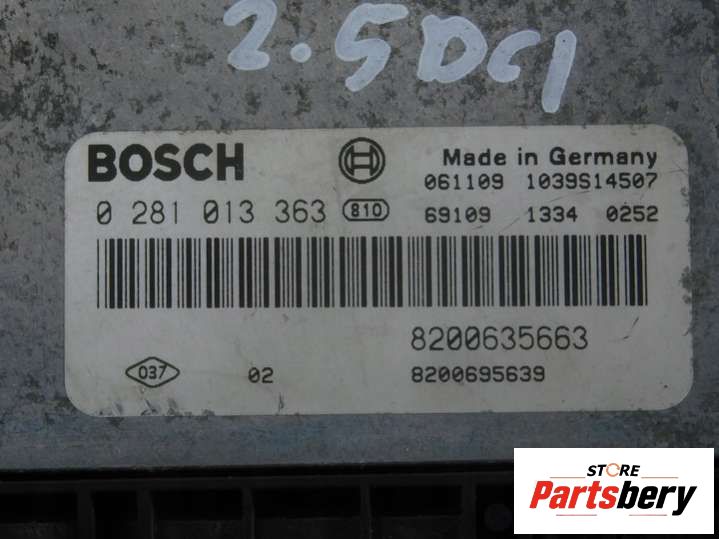 2.5DCI
BOSCH
Made in Germany
061109 1039S14507
0 281 013 363 810
69109 1334 0252
8200635663
037 02 8200695639
STORE
Partsbery